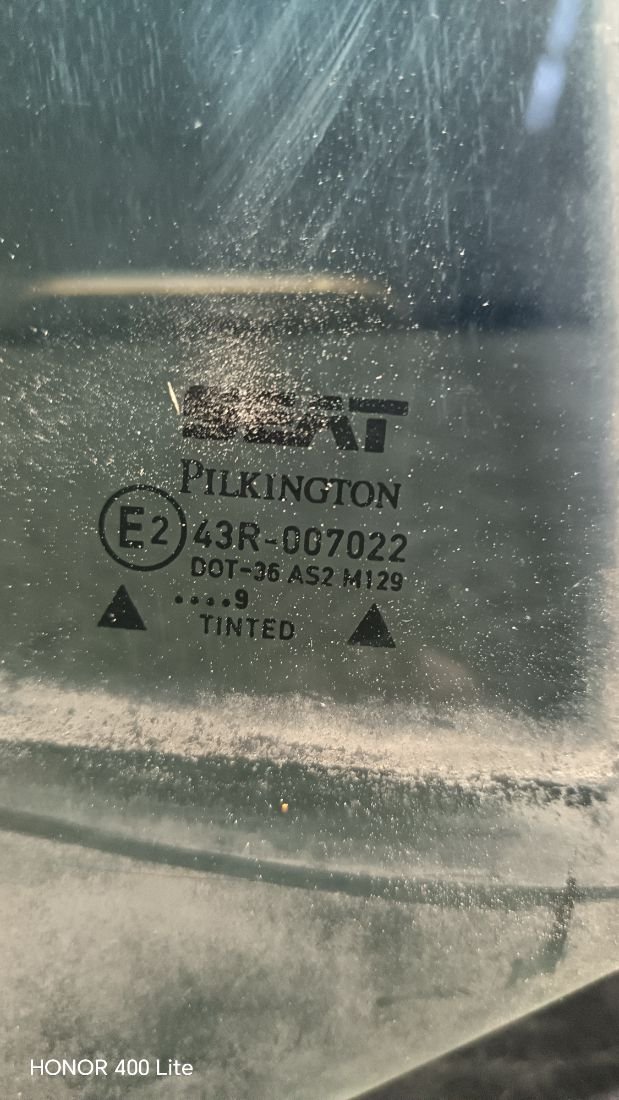 SEAT
PILKINGTON
E2 43R-007022
DOT-36 AS2 M129
....9
TINTED
HONOR 400 Lite